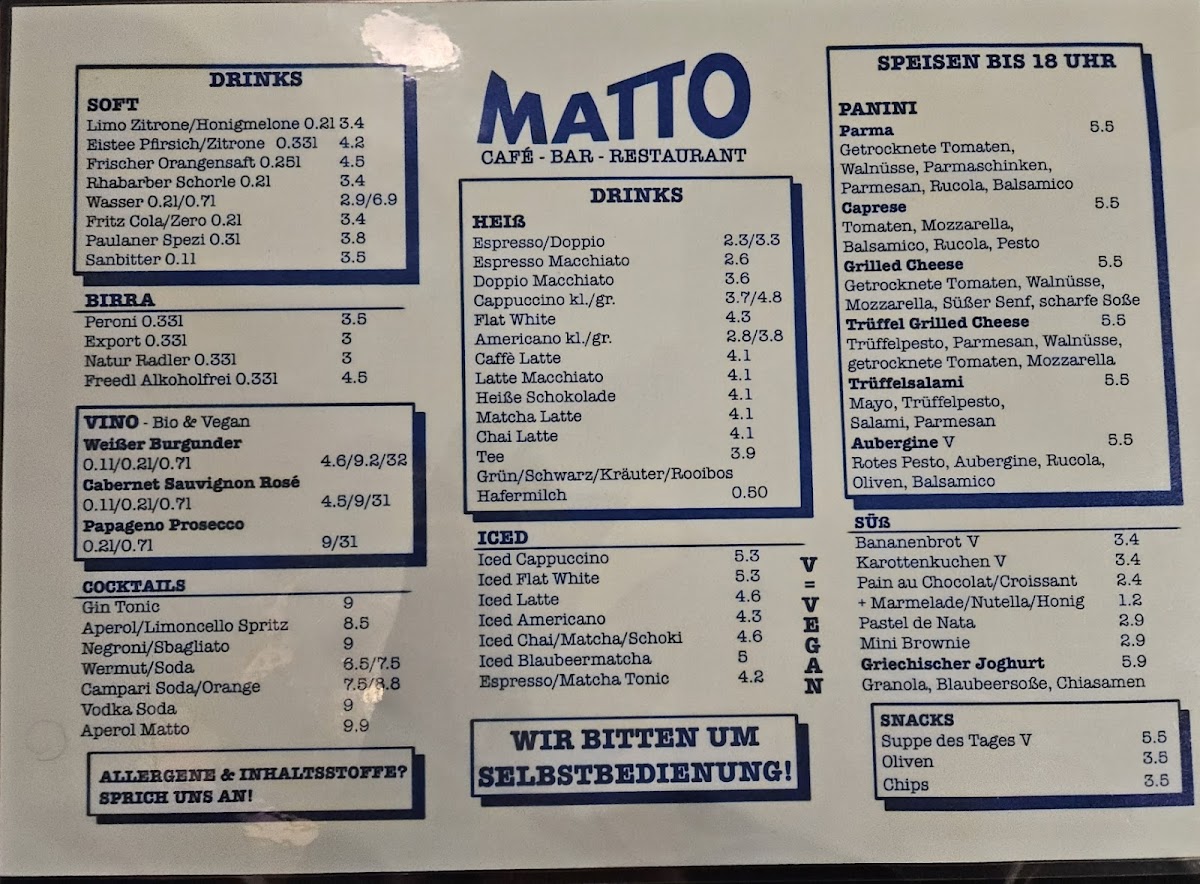 DRINKS
SOFT
Limo Zitrone/Honigmelone 0.2l 3.4
Eistee Pfirsich/Zitrone 0.33l 4.2
Frischer Orangensaft 0.25l 4.5
Rhabarber Schorle 0.2l 3.4
Wasser 0.2l/0.7l 2.9/6.9
Fritz Cola/Zero 0.2l 3.4
Paulaner Spezi 0.3l 3.8
Sanbitter 0.1l 3.5
BIRRA
Peroni 0.33l 3.5
Export 0.33l 3
Natur Radler 0.33l 3
Freedl Alkoholfrei 0.33l 4.5
VINO - Bio & Vegan
Weißer Burgunder
0.1l/0.2l/0.7l 4.6/9.2/32
Cabernet Sauvignon Rosé
0.1l/0.2l/0.7l 4.5/9/31
Papageno Prosecco
0.2l/0.7l 9/31
COCKTAILS
Gin Tonic 9
Aperol/Limoncello Spritz 8.5
Negroni/Sbagliato 9
Wermut/Soda 6.5/7.5
Campari Soda/Orange 7.5/8.8
Vodka Soda 9
Aperol Matto 9.9
ALLERGENE & INHALTSSTOFFE?
SPRICH UNS AN!
MATTO
CAFÉ - BAR - RESTAURANT
DRINKS
HEIß
Espresso/Doppio 2.3/3.3
Espresso Macchiato 2.6
Doppio Macchiato 3.6
Cappuccino kl./gr. 3.7/4.8
Flat White 4.3
Americano kl./gr. 2.8/3.8
Caffè Latte 4.1
Latte Macchiato 4.1
Heiße Schokolade 4.1
Matcha Latte 4.1
Chai Latte 4.1
Tee 3.9
Grün/Schwarz/Kräuter/Rooibos
Hafermilch 0.50
ICED
Iced Cappuccino 5.3
Iced Flat White 5.3
Iced Latte 4.6
Iced Americano 4.3
Iced Chai/Matcha/Schoki 4.6
Iced Blaubeermatcha 5
Espresso/Matcha Tonic 4.2
V=VEGAN
WIR BITTEN UM
SELBSTBEDIENUNG!
SPEISEN BIS 18 UHR
PANINI
Parma 5.5
Getrocknete Tomaten,
Walnüsse, Parmaschinken,
Parmesan, Rucola, Balsamico
Caprese 5.5
Tomaten, Mozzarella,
Balsamico, Rucola, Pesto
Grilled Cheese 5.5
Getrocknete Tomaten, Walnüsse,
Mozzarella, Süßer Senf, scharfe Soße
Trüffel Grilled Cheese 5.5
Trüffelpesto, Parmesan, Walnüsse,
getrocknete Tomaten, Mozzarella
Trüffelsalami 5.5
Mayo, Trüffelpesto,
Salami, Parmesan
Aubergine V 5.5
Rotes Pesto, Aubergine, Rucola,
Oliven, Balsamico
SÜß
Bananenbrot V 3.4
Karottenkuchen V 3.4
Pain au Chocolat/Croissant 2.4
+ Marmelade/Nutella/Honig 1.2
Pastel de Nata 2.9
Mini Brownie 2.9
Griechischer Joghurt 5.9
Granola, Blaubeersoße, Chiasamen
SNACKS
Suppe des Tages V 5.5
Oliven 3.5
Chips 3.5